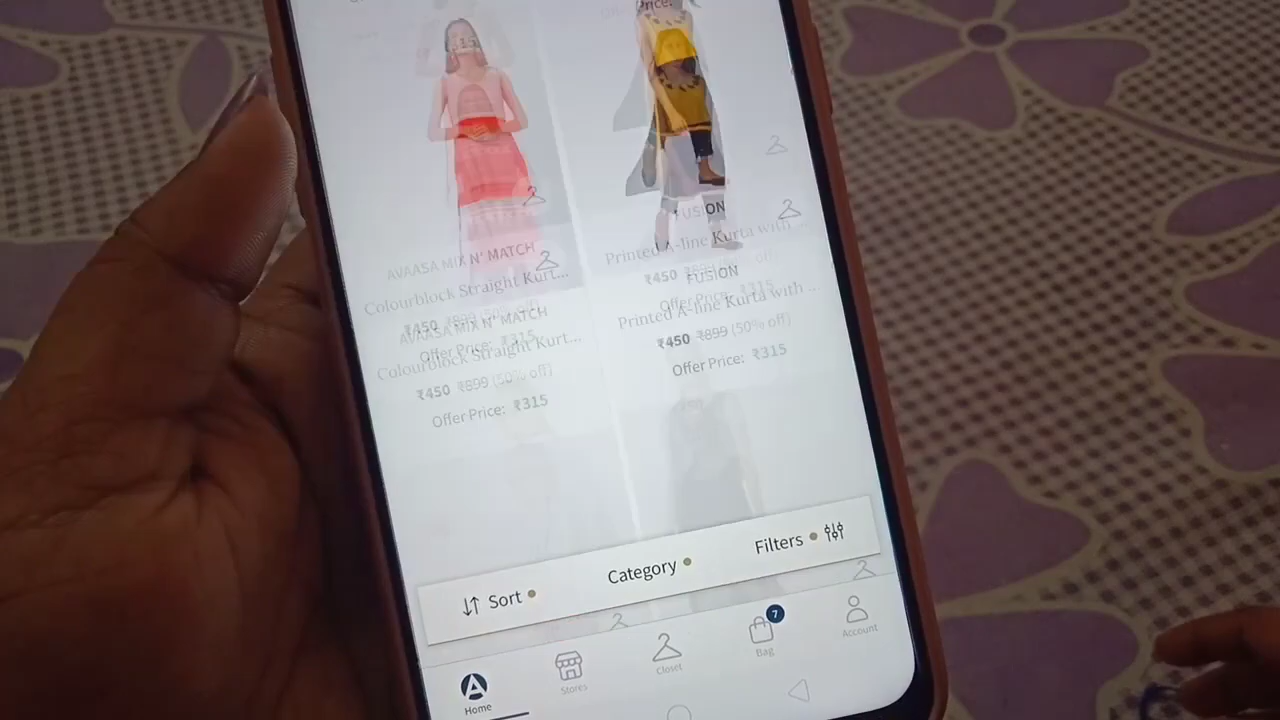 Price:
FUSION
AVAASA MIX N' MATCH
Printed A-line Kurta with ...
Colourblock Straight Kurt...
₹450 ₹899 (50% off)
FUSION
₹450 ₹899 (50% off)
Offer Price: ₹315
AVAASA MIX N' MATCH
Printed A-line Kurta with ...
Offer Price: ₹315
Colourblock Straight Kurt...
₹450 ₹899 (50% off)
₹450 ₹899 (50% off)
Offer Price: ₹315
Offer Price: ₹315
Sort
Category
Filters
7
Home
Stores
Closet
Bag
Account